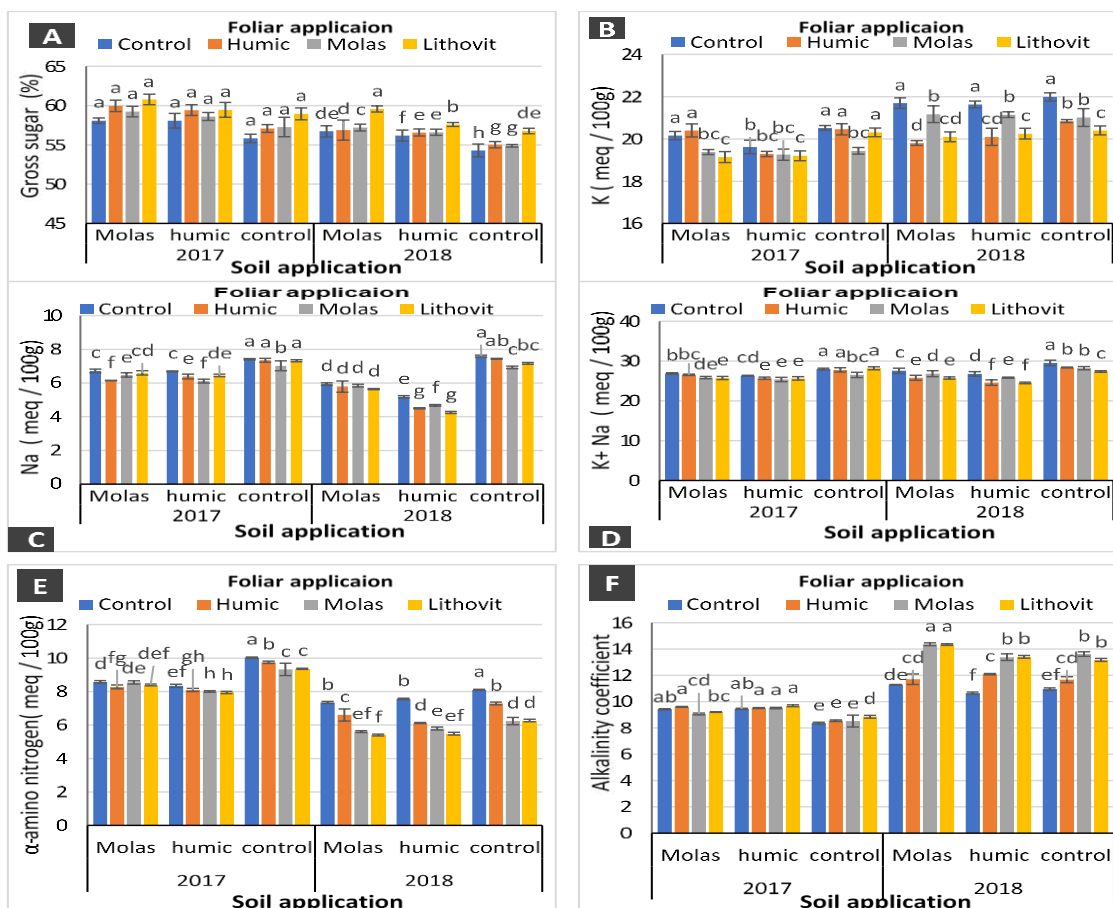 A
Foliar applicaion
Control Humic Molas Lithovit
Gross sugar (%)
65
60
55
50
45
a a a a a a a a a a a a de d c a f e e b h g g de
Molas humic control Molas humic control
2017 2018
Soil application
B
Foliar applicaion
Control Humic Molas Lithovit
K ( meq / 100g)
24
22
20
18
16
a a bc c b bc bc c a a c b a d b cd a cd b c a b b c
Molas humic control Molas humic control
2017 2018
Soil application
C
Foliar applicaion
Control Humic Molas Lithovit
Na ( meq / 100g)
10
8
6
4
2
0
c f e cd c e f de a a b a d d d d e g f g a ab c bc
Molas humic control Molas humic control
2017 2018
Soil application
D
Foliar applicaion
Control Humic Molas Lithovit
K+ Na ( meq / 100g)
40
30
20
10
0
b bc de e cd e e e a a bc a c e d e d f e f a b b c
Molas humic control Molas humic control
2017 2018
Soil application
E
Foliar applicaion
Control Humic Molas Lithovit
α-amino nitrogen( meq / 100g)
12
10
8
6
4
2
0
d fg de def ef gh h h a b c c b c ef f b d e ef a b d d
Molas humic control Molas humic control
2017 2018
Soil application
F
Foliar applicaion
Control Humic Molas Lithovit
Alkalinity coefficient
16
14
12
10
8
6
4
2
0
ab a cd bc ab a a a e e e d de cd a a f c b b ef cd b b
Molas humic control Molas humic control
2017 2018
Soil application